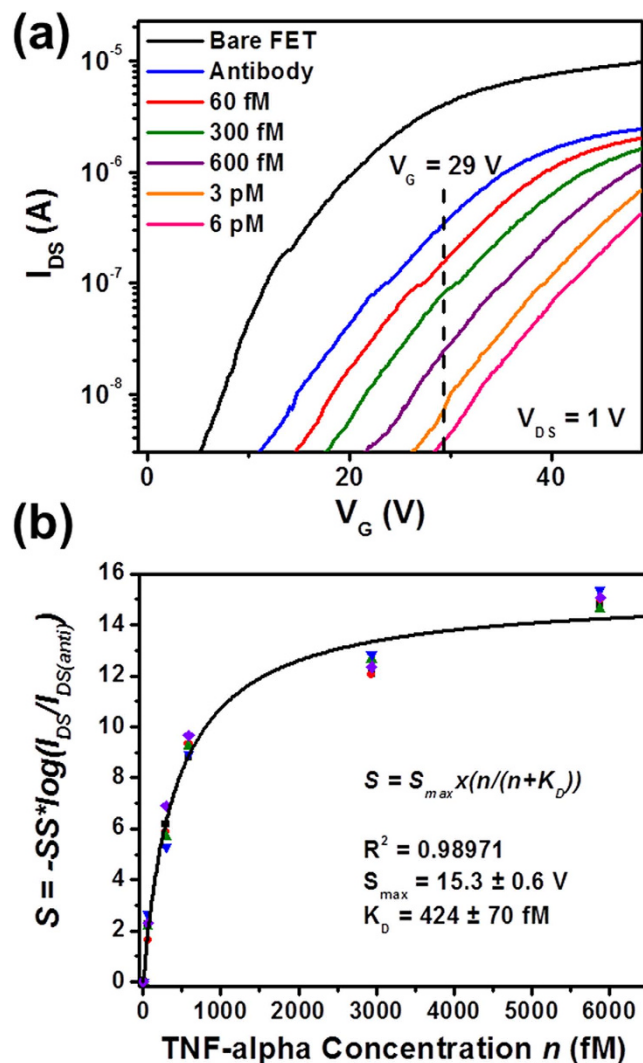 (a)
Bare FET
Antibody
60 fM
300 fM
600 fM
3 pM
6 pM
V_G = 29 V
V_DS = 1 V
10^-5
10^-6
10^-7
10^-8
I_DS (A)
0 20 40
V_G (V)
(b)
16
14
12
10
8
6
4
2
0
S = -SS*log(I_DS/I_DS(anti))
S = S_max x(n/(n+K_D))
R^2 = 0.98971
S_max = 15.3 ± 0.6 V
K_D = 424 ± 70 fM
0 1000 2000 3000 4000 5000 6000
TNF-alpha Concentration n (fM)